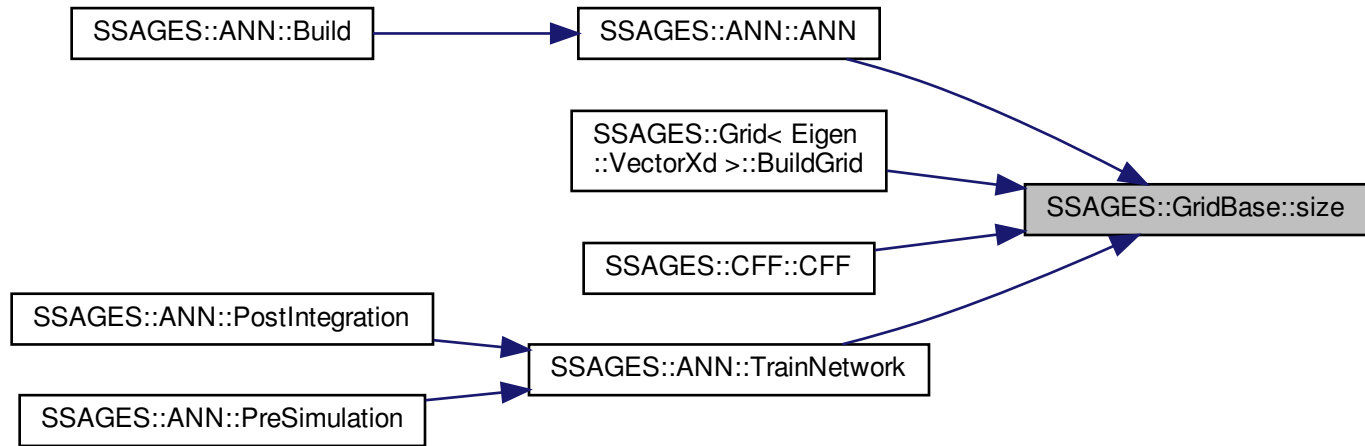 SSAGES::ANN::Build
SSAGES::ANN::ANN
SSAGES::Grid< Eigen
::VectorXd >::BuildGrid
SSAGES::GridBase::size
SSAGES::CFF::CFF
SSAGES::ANN::PostIntegration
SSAGES::ANN::TrainNetwork
SSAGES::ANN::PreSimulation